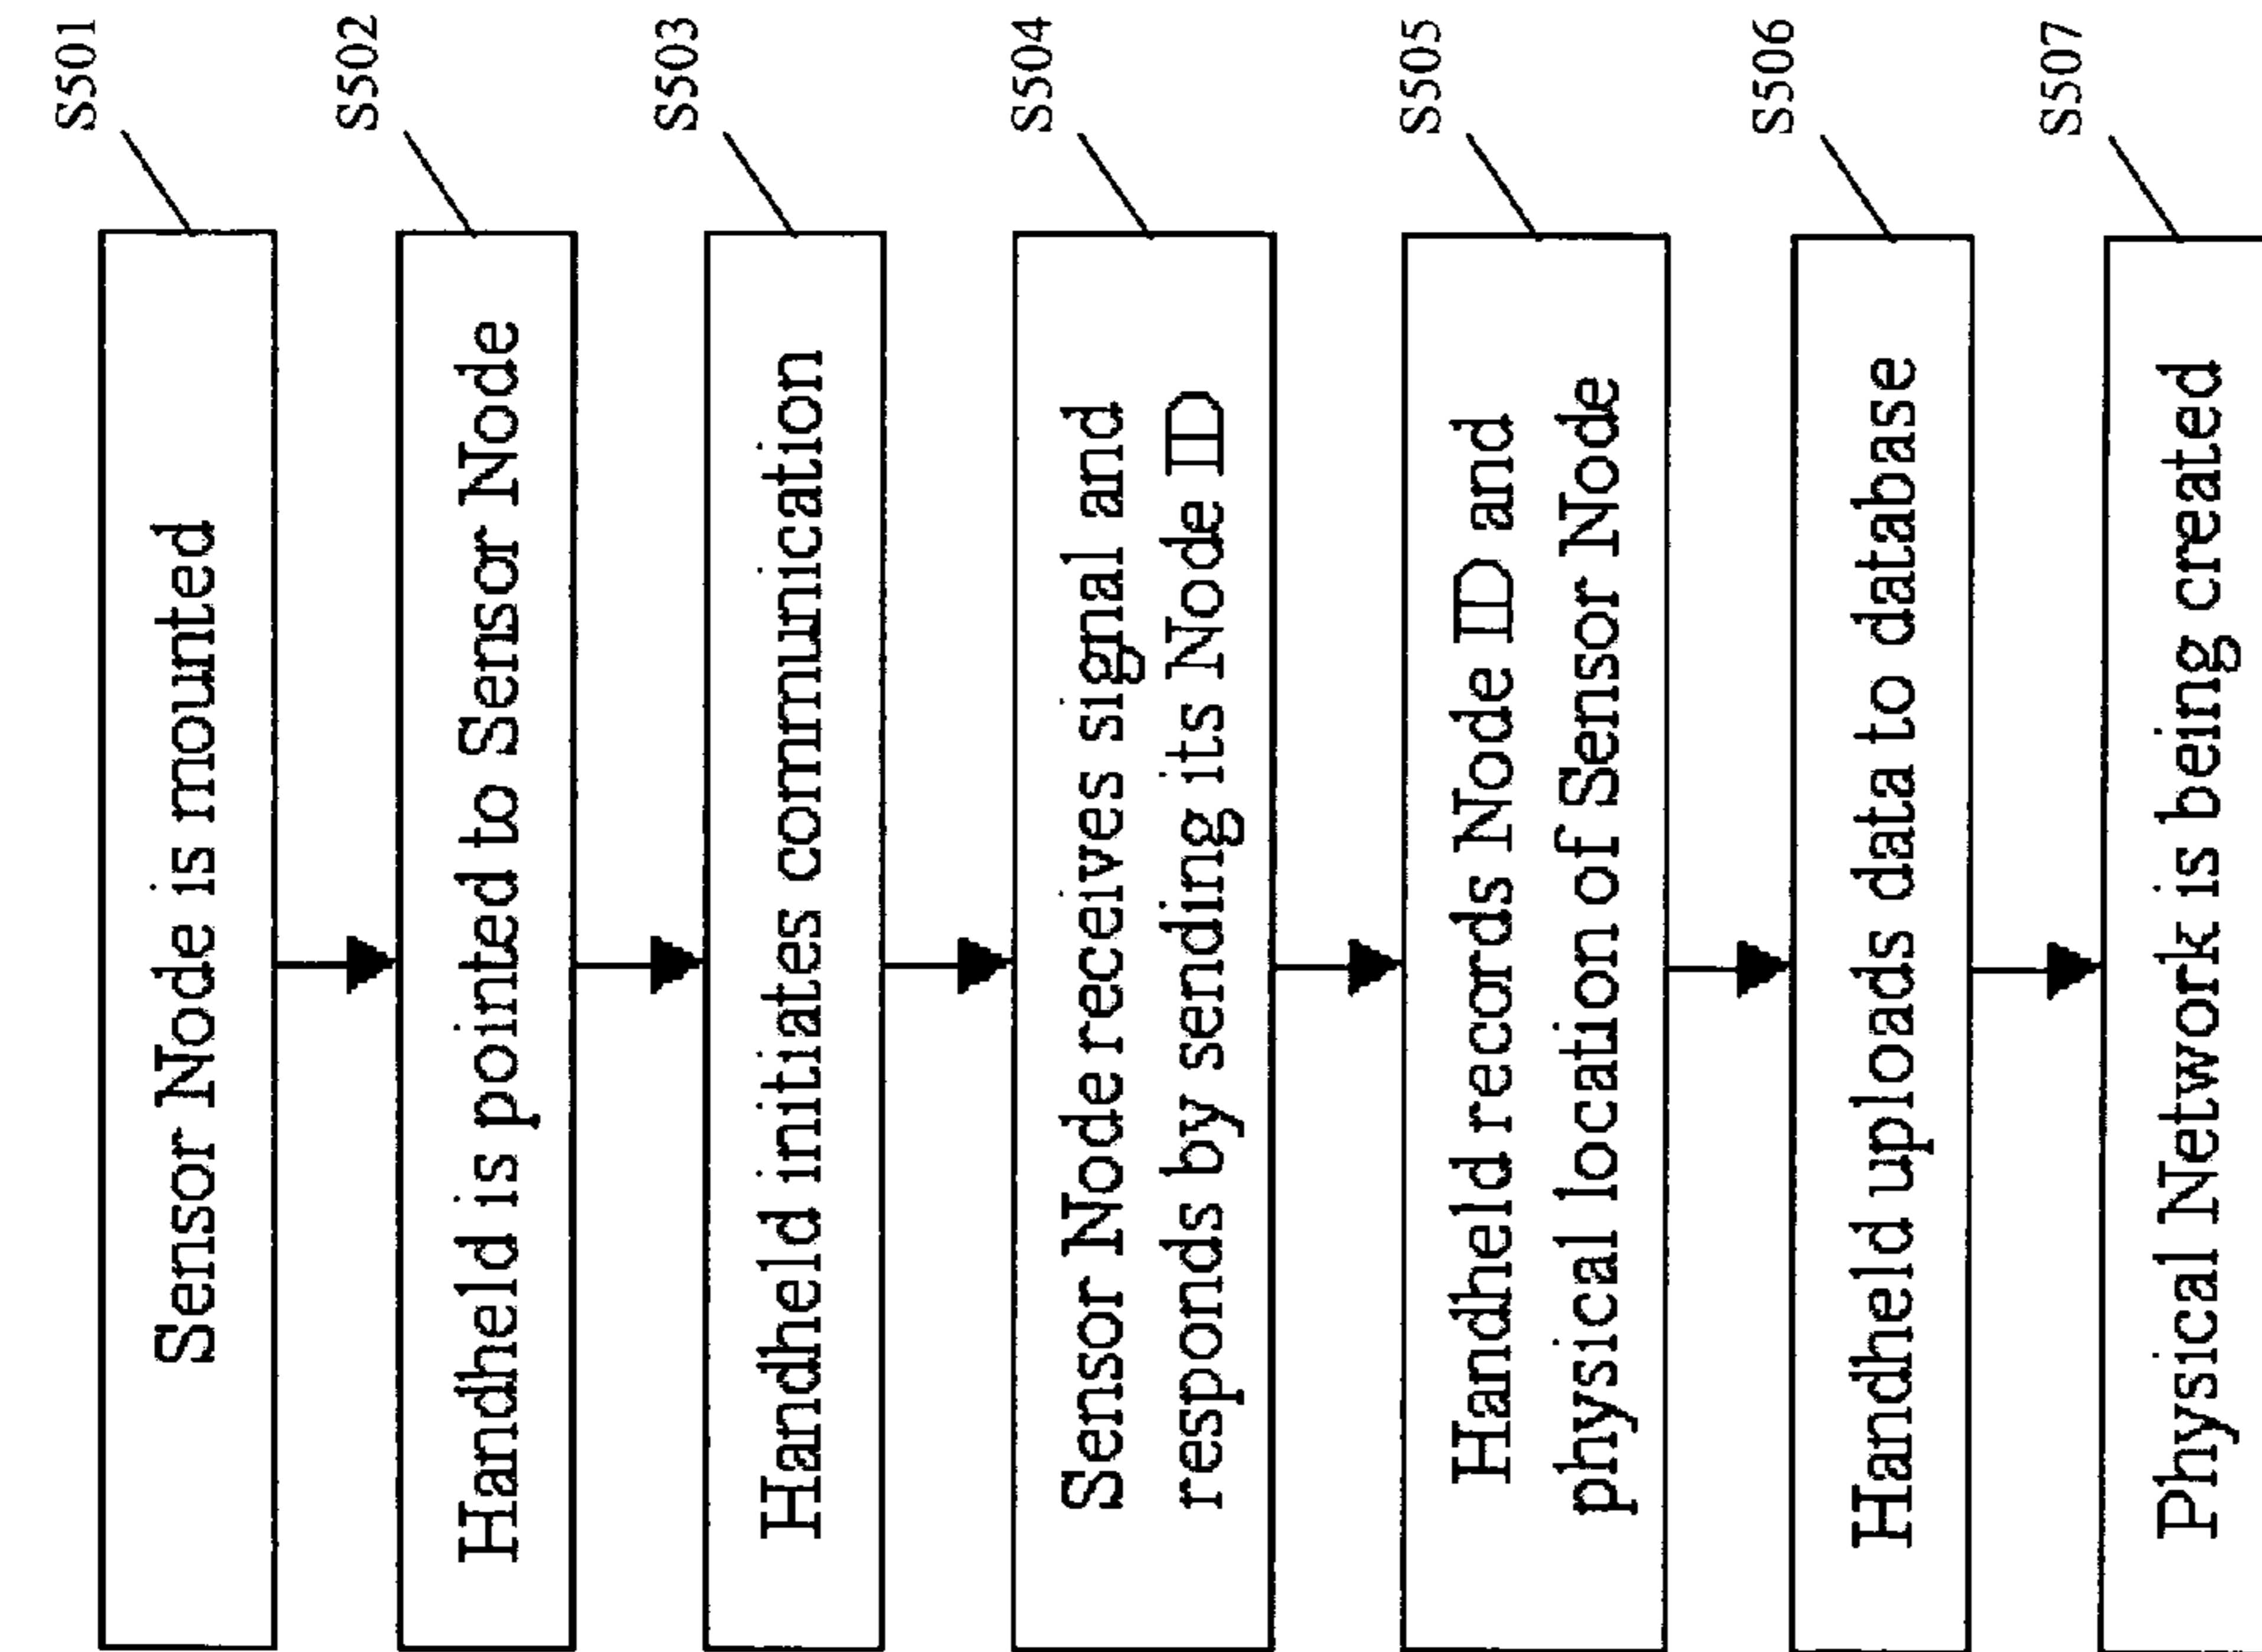 Sensor Node is mounted
S501
Handheld is pointed to Sensor Node
S502
Handheld initiates communication
S503
Sensor Node receives signal and
responds by sending its Node ID
S504
Handheld records Node ID and
physical location of Sensor Node
S505
Handheld uploads data to database
S506
Physical Network is being created
S507